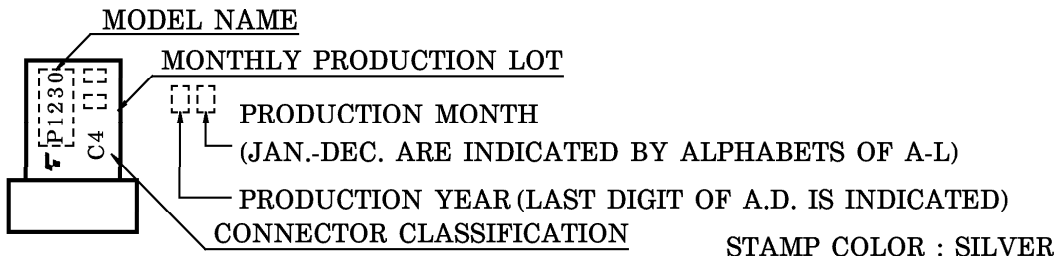 MODEL NAME
MONTHLY PRODUCTION LOT
P1230
C4
PRODUCTION MONTH
(JAN.-DEC. ARE INDICATED BY ALPHABETS OF A-L)
PRODUCTION YEAR(LAST DIGIT OF A.D. IS INDICATED)
CONNECTOR CLASSIFICATION
STAMP COLOR : SILVER